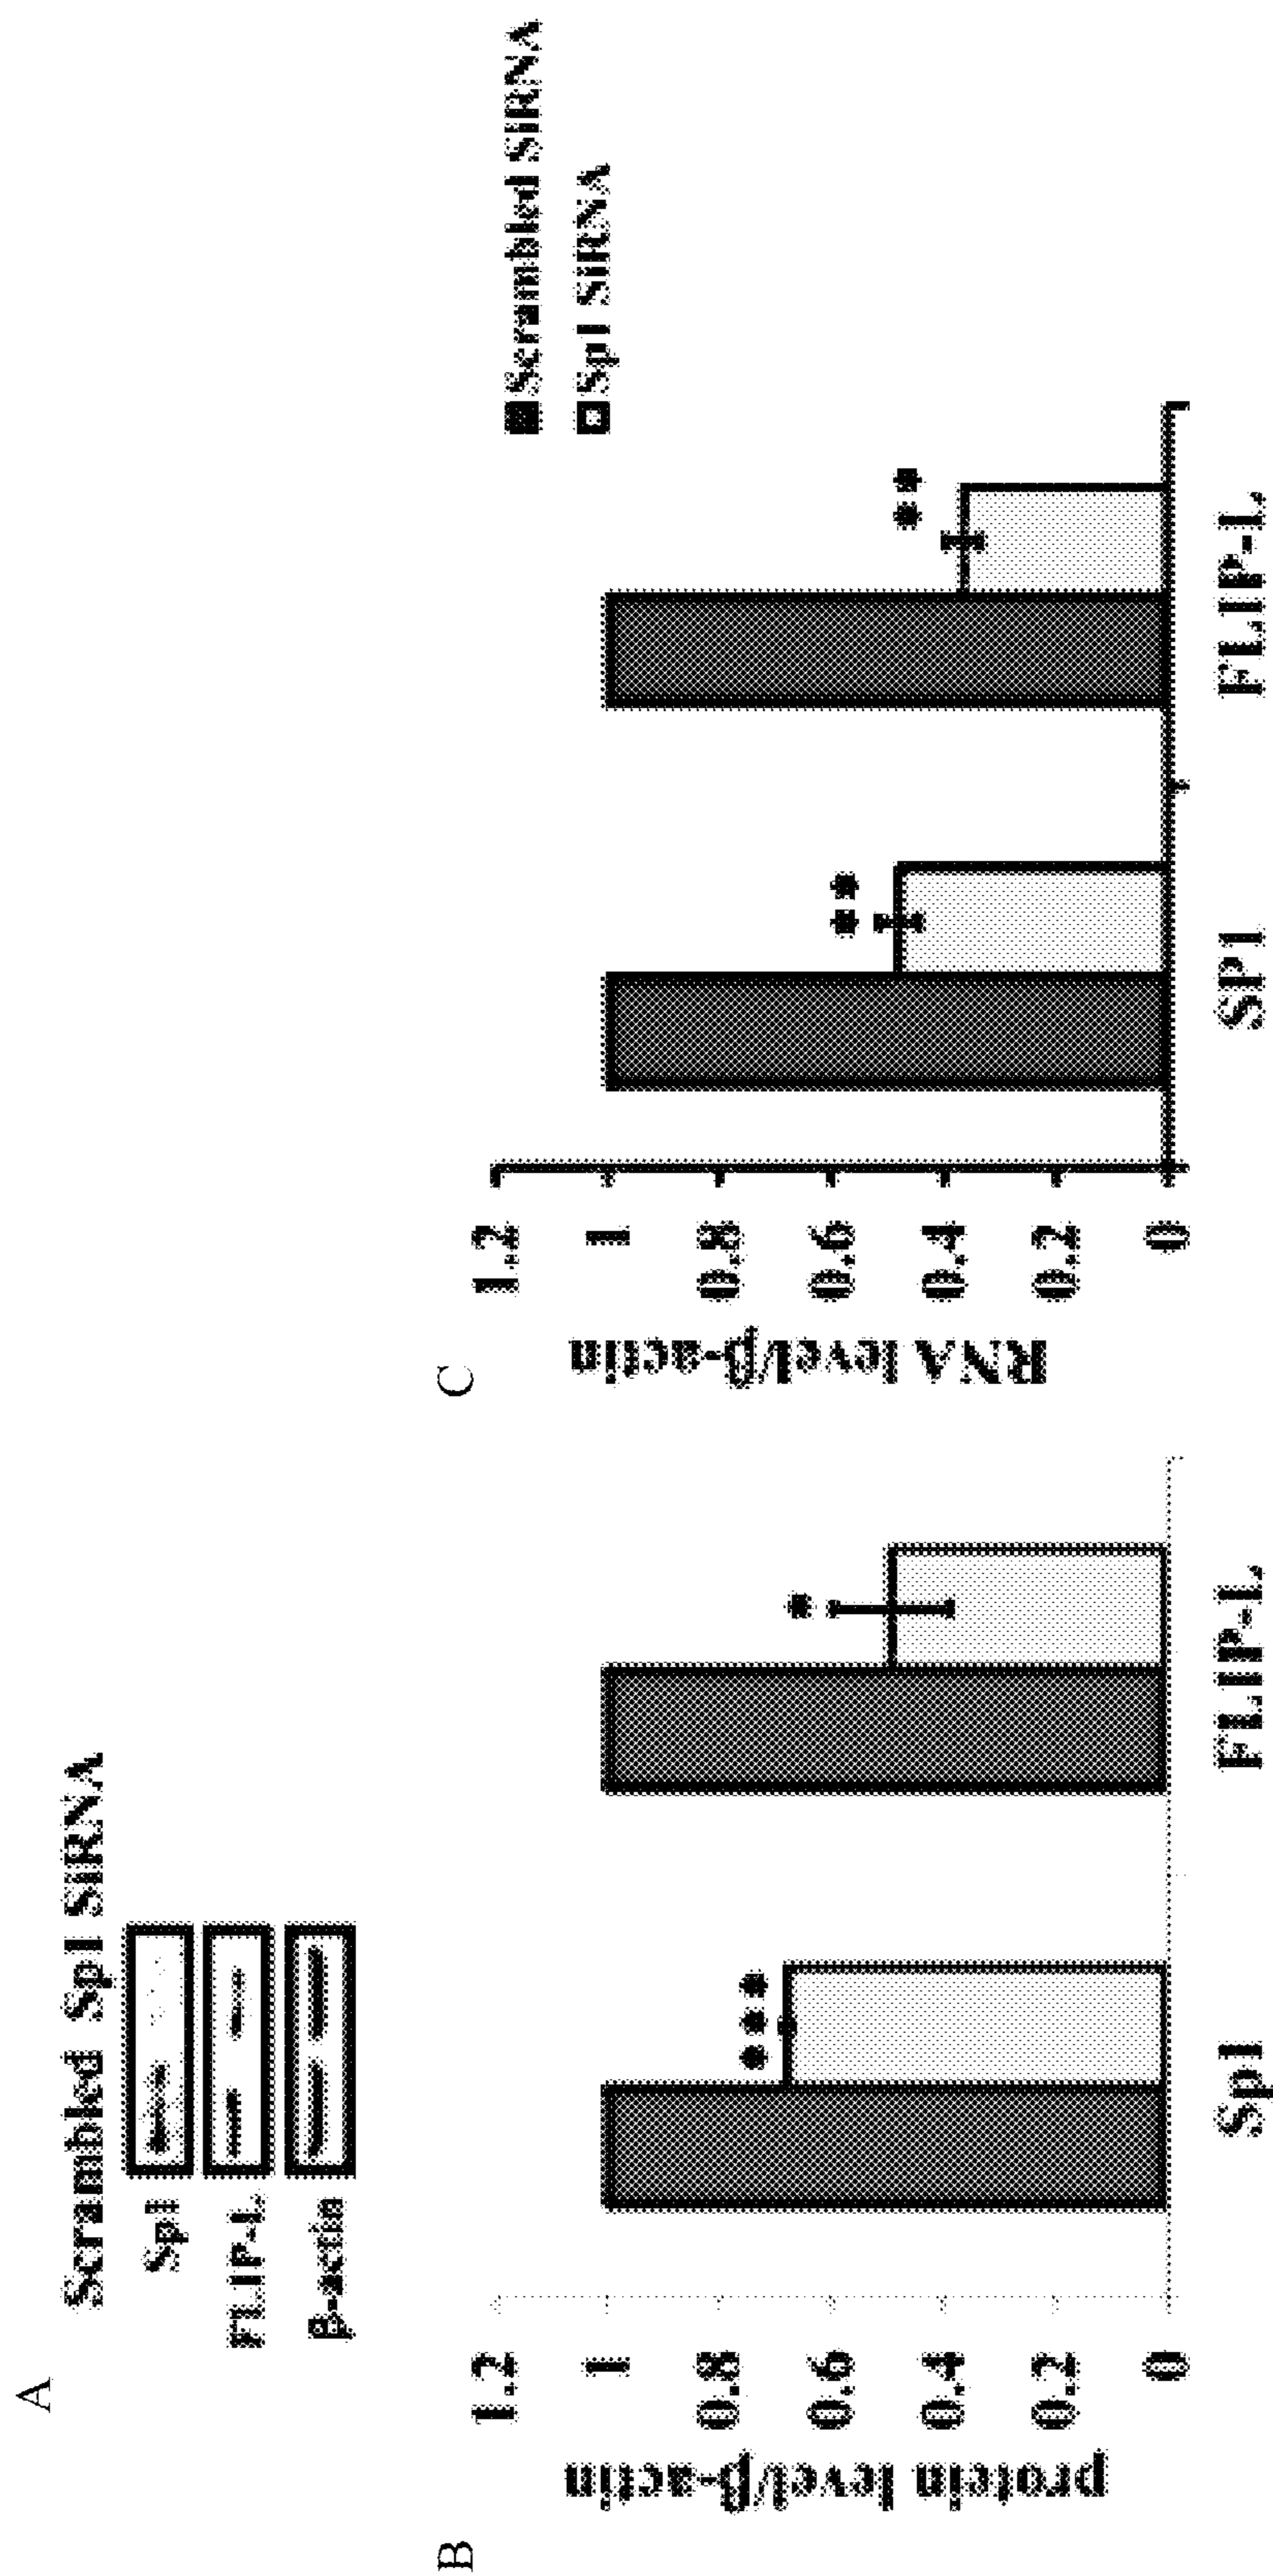 A
Scrambled Sp1 SiRNA
Sp1
FLIP-L
β-actin
B
protein level/β-actin
1.2
1
0.8
0.6
0.4
0.2
0
***
*
Sp1
FLIP-L
C
RNA level/β-actin
1.2
1
0.8
0.6
0.4
0.2
0
**
**
SP1
FLIP-L
Scrambled SiRNA
Sp1 SiRNA